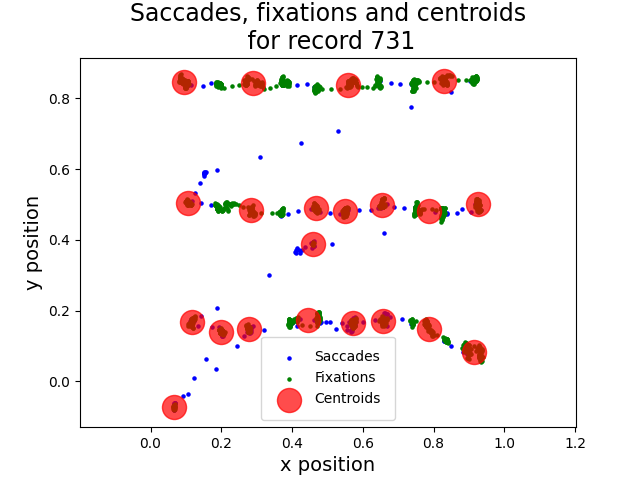 Saccades, fixations and centroids
for record 731
y position
0.8
0.6
0.4
0.2
0.0
Saccades
Fixations
Centroids
0.0 0.2 0.4 0.6 0.8 1.0 1.2
x position